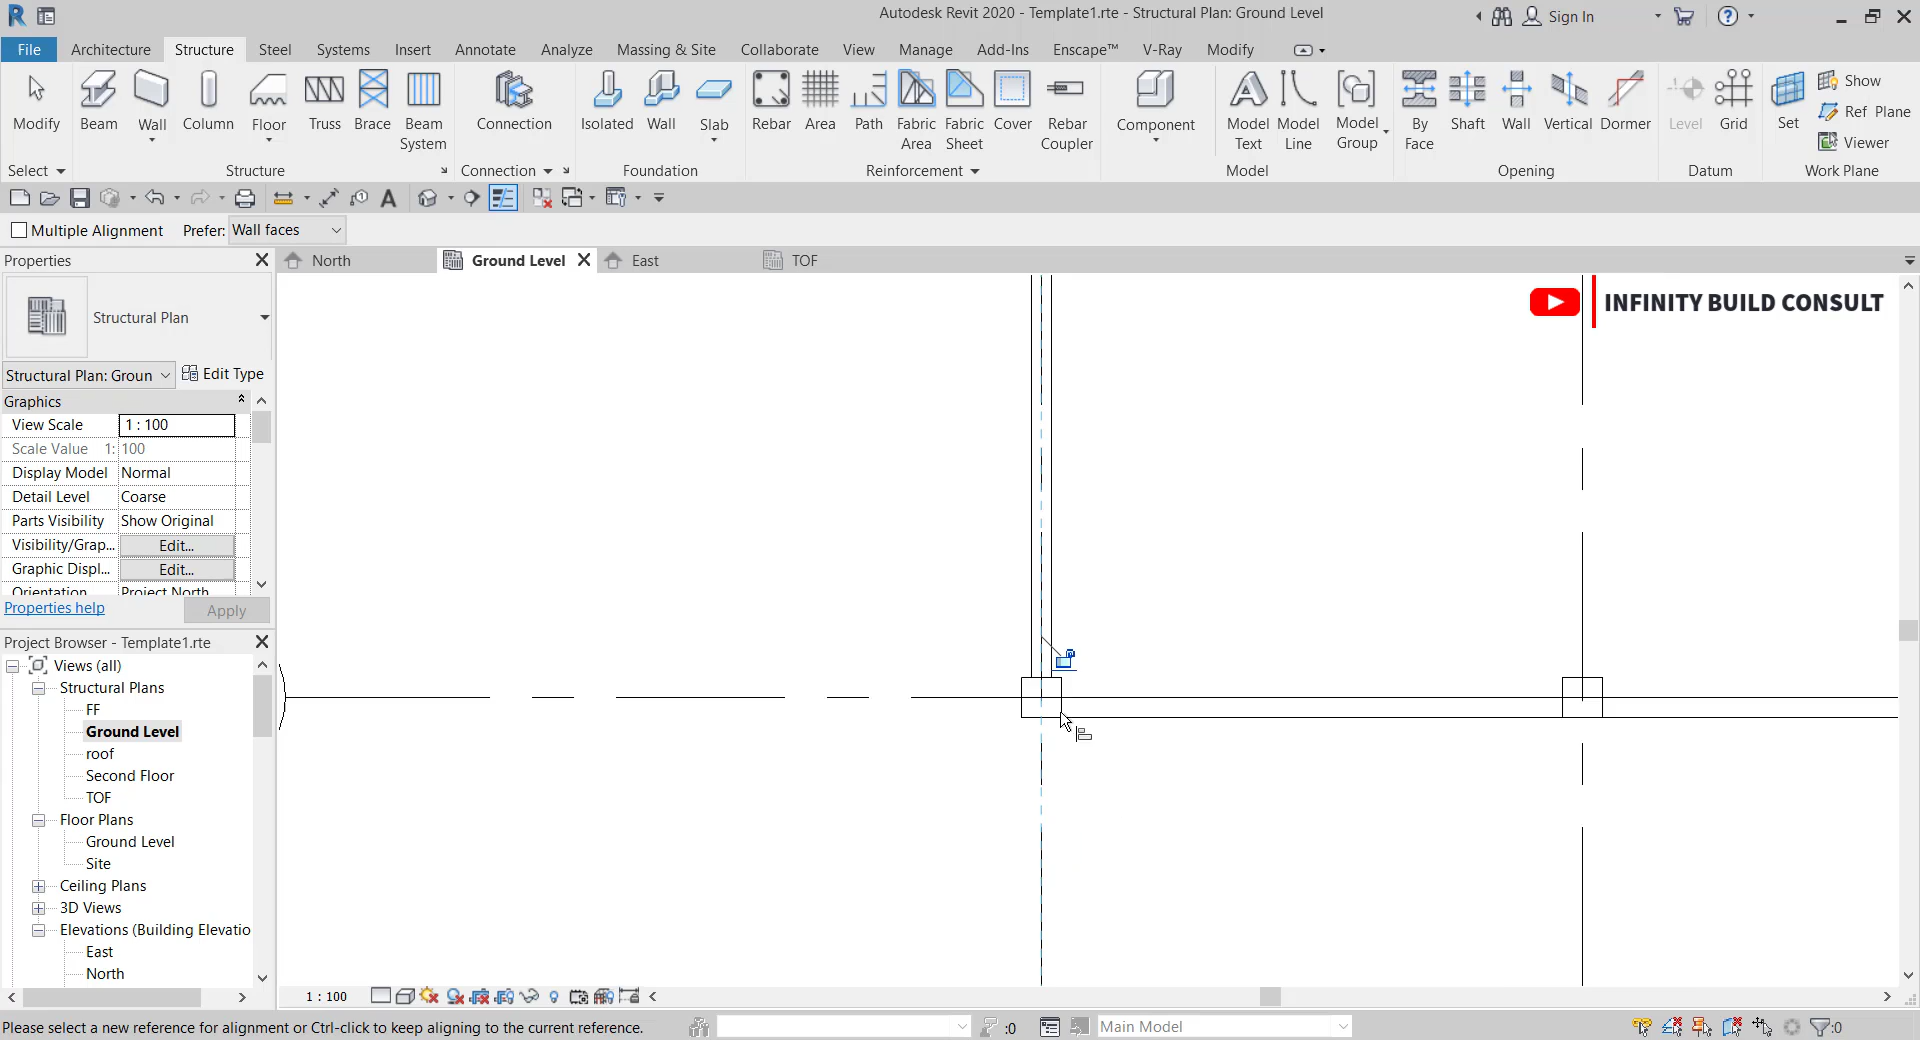 Autodesk Revit 2020 - Template1.rte - Structural Plan: Ground Level
Sign In
File Architecture Structure Steel Systems Insert Annotate Analyze Massing & Site Collaborate View Manage Add-Ins Enscape™ V-Ray Modify
Modify Beam Wall Column Floor Truss Brace Beam System Connection Isolated Wall Slab Rebar Area Path Fabric Area Fabric Sheet Cover Rebar Coupler Component Model Text Model Line Model Group By Face Shaft Wall Vertical Dormer Level Grid Set
Show
Ref Plane
Viewer
Select Structure Connection Foundation Reinforcement Model Opening Datum Work Plane
Multiple Alignment Prefer: Wall faces
Properties
North Ground Level East TOF
Structural Plan
INFINITY BUILD CONSULT
Structural Plan: Groun Edit Type
Graphics
View Scale 1 : 100
Scale Value 1: 100
Display Model Normal
Detail Level Coarse
Parts Visibility Show Original
Visibility/Grap... Edit...
Graphic Displ... Edit...
Orientation Project North
Properties help Apply
Project Browser - Template1.rte
Views (all)
Structural Plans
FF
Ground Level
roof
Second Floor
TOF
Floor Plans
Ground Level
Site
Ceiling Plans
3D Views
Elevations (Building Elevatio
East
North
1 : 100
Please select a new reference for alignment or Ctrl-click to keep aligning to the current reference.
:0
Main Model
:0